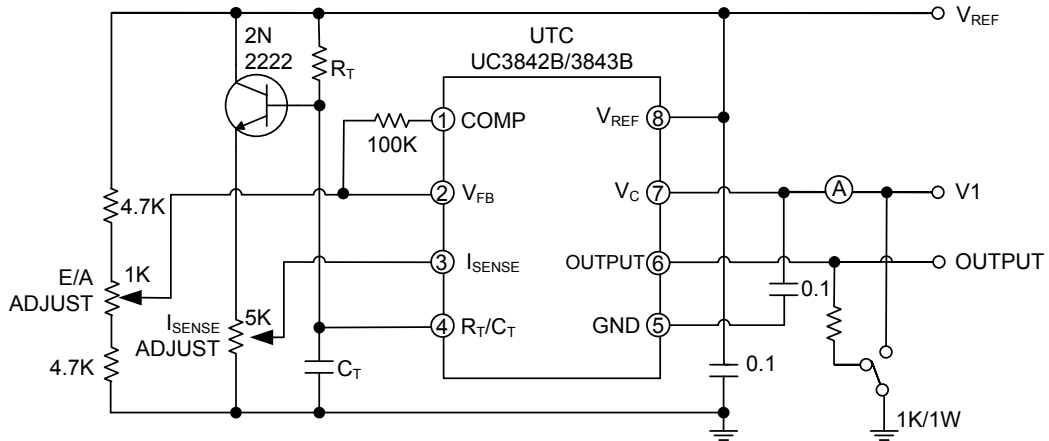 V_REF
2N
2222
R_T
UTC
UC3842B/3843B
1 COMP
100K
V_REF 8
2 V_FB
V_C 7
A
V1
4.7K
E/A
ADJUST
1K
3 I_SENSE
OUTPUT 6
OUTPUT
0.1
I_SENSE
ADJUST
5K
4 R_T/C_T
GND 5
4.7K
C_T
0.1
1K/1W